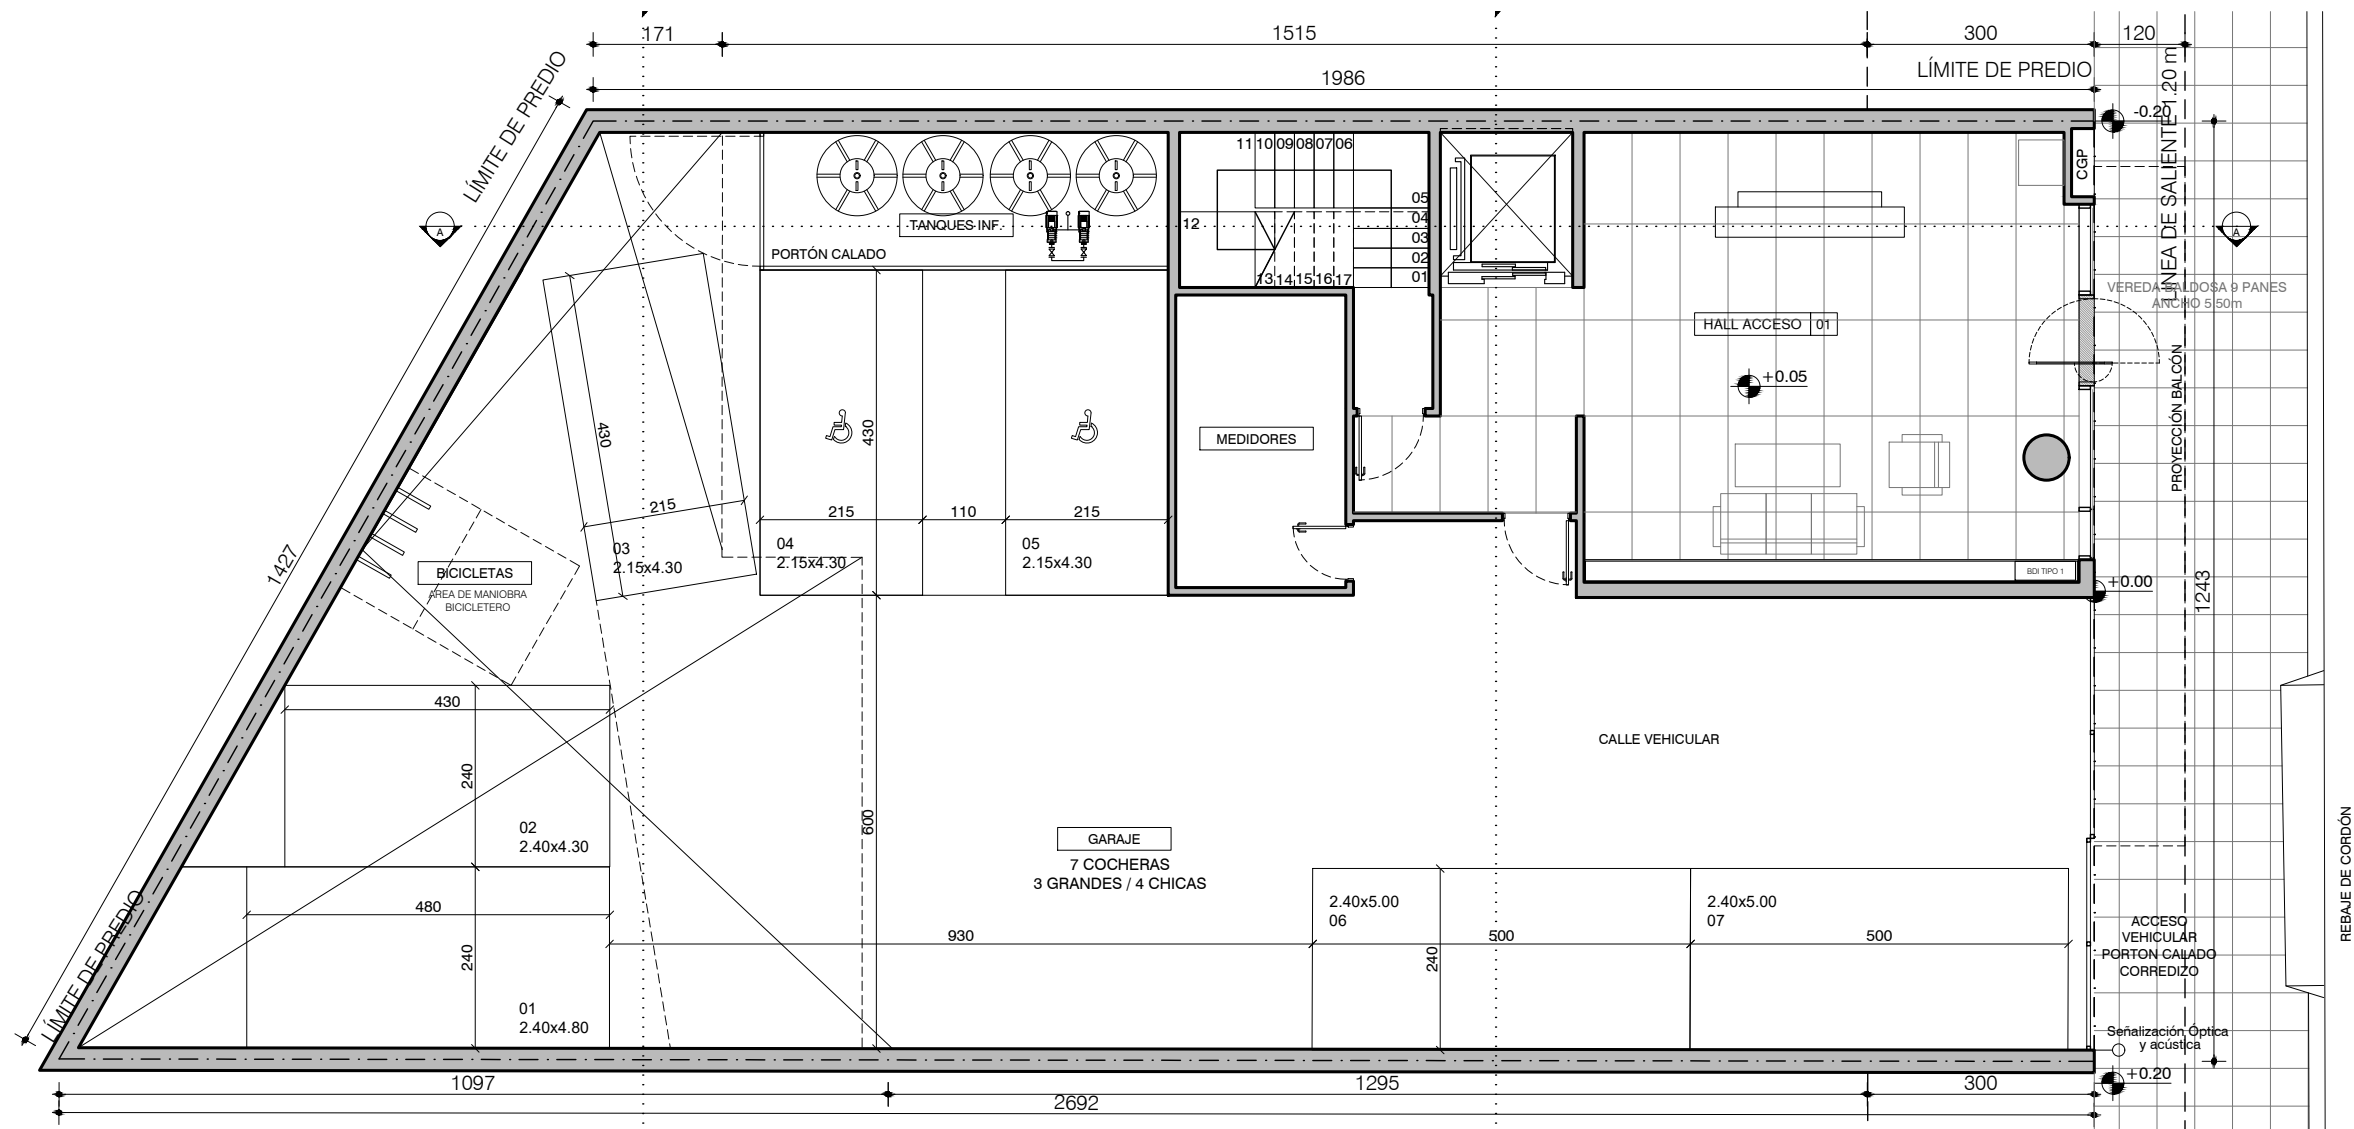 171
1515
300
120
1986
LÍMITE DE PREDIO
LÍMITE DE PREDIO
LÍNEA DE SALIENTE 1.20 m
-0.20
CGP
11 10 09 08 07 06
05
04
03
02
01
12
13 14 15 16 17
A
A
TANQUES INF.
PORTÓN CALADO
VEREDA BALDOSA 9 PANES
ANCHO 5.50m
HALL ACCESO 01
+0.05
PROYECCIÓN BALCÓN
430
430
MEDIDORES
215
215
110
215
03
2.15x4.30
04
2.15x4.30
05
2.15x4.30
1427
BICICLETAS
AREA DE MANIOBRA
BICICLETERO
BDI TIPO 1
+0.00
1243
430
240
02
2.40x4.30
CALLE VEHICULAR
600
GARAJE
7 COCHERAS
3 GRANDES / 4 CHICAS
REBAJE DE CORDÓN
LÍMITE DE PREDIO
480
240
01
2.40x4.80
930
2.40x5.00
06
500
240
2.40x5.00
07
500
ACCESO
VEHICULAR
PORTON CALADO
CORREDIZO
Señalización Óptica
y acústica
+0.20
1097
1295
300
2692